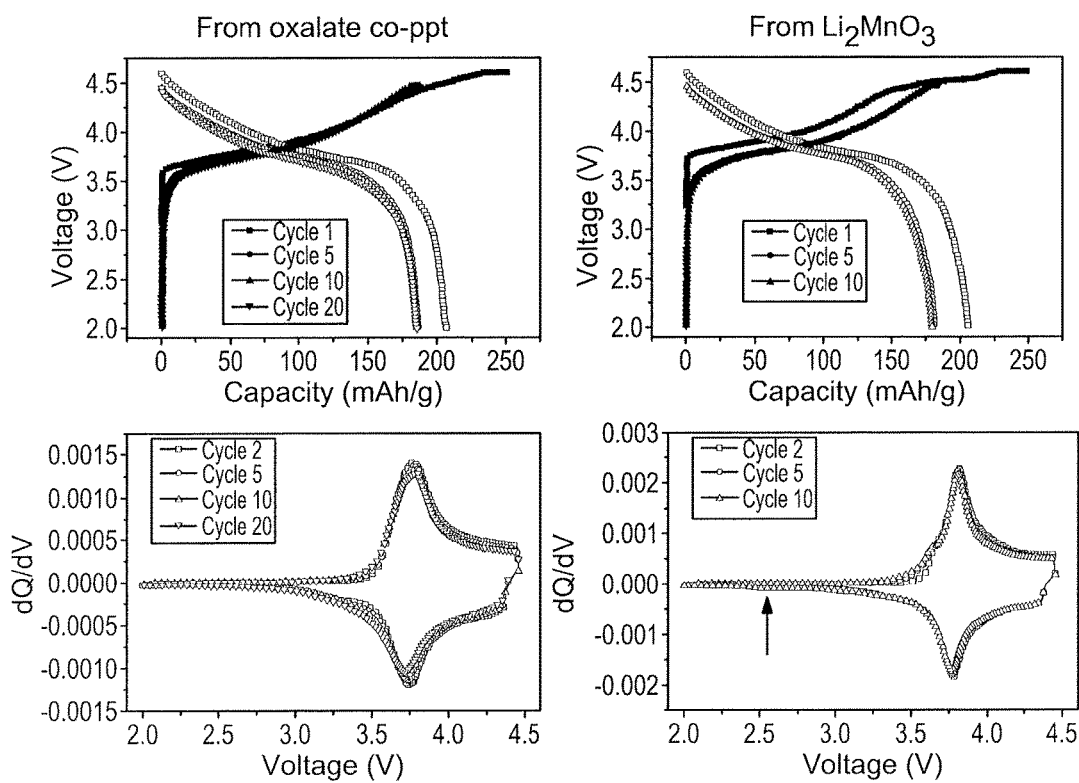 From oxalate co-ppt
4.5
4.0
3.5
3.0
2.5
2.0
Voltage (V)
Cycle 1
Cycle 5
Cycle 10
Cycle 20
0 50 100 150 200 250
Capacity (mAh/g)
From Li2MnO3
4.5
4.0
3.5
3.0
2.5
2.0
Voltage (V)
Cycle 1
Cycle 5
Cycle 10
0 50 100 150 200 250
Capacity (mAh/g)
0.0015
0.0010
0.0005
0.0000
-0.0005
-0.0010
-0.0015
dQ/dV
Cycle 2
Cycle 5
Cycle 10
Cycle 20
2.0 2.5 3.0 3.5 4.0 4.5
Voltage (V)
0.003
0.002
0.001
0.000
-0.001
-0.002
dQ/dV
Cycle 2
Cycle 5
Cycle 10
2.0 2.5 3.0 3.5 4.0 4.5
Voltage (V)